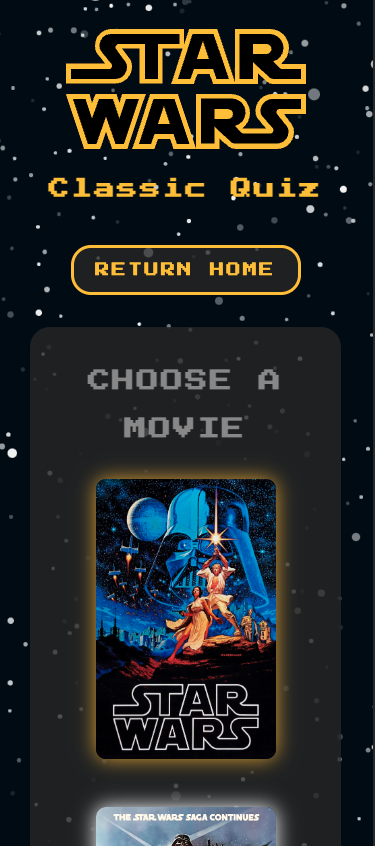 STAR
WARS
Classic Quiz
RETURN HOME
CHOOSE A
MOVIE
STAR
WARS
THE STAR WARS SAGA CONTINUES